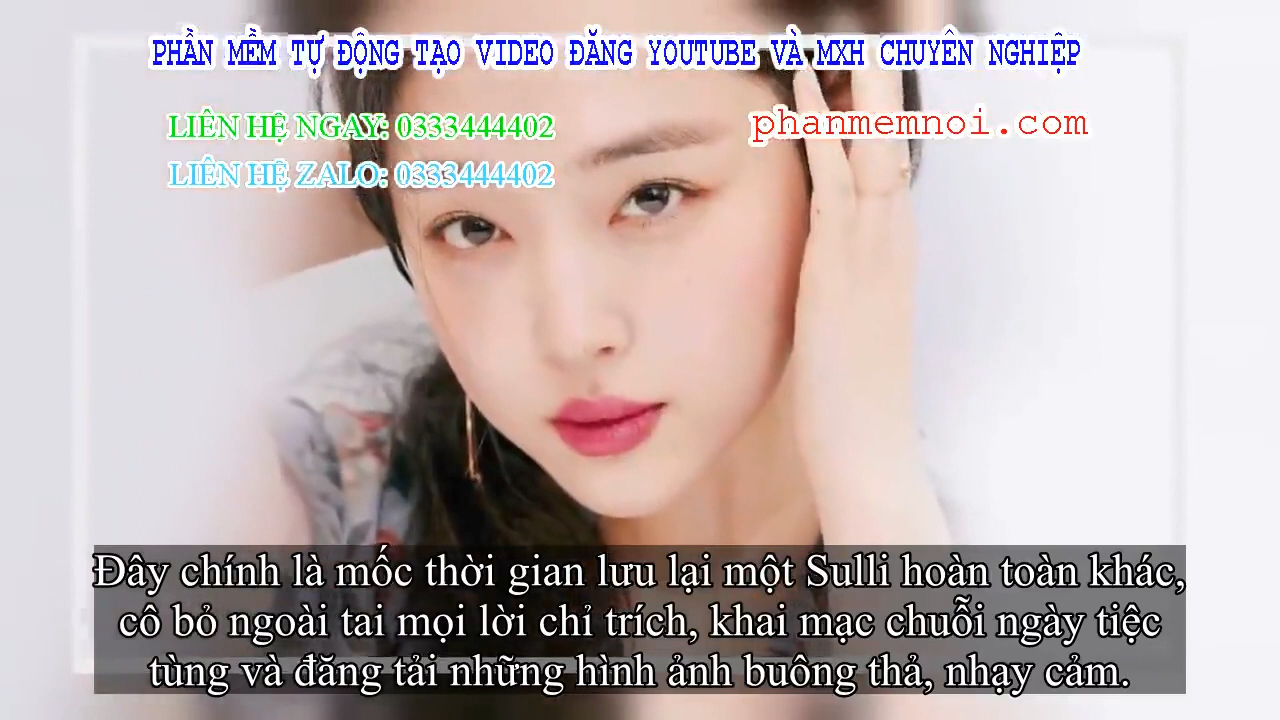 PHẦN MỀM TỰ ĐỘNG TẠO VIDEO ĐĂNG YOUTUBE VÀ MXH CHUYÊN NGHIỆP
LIÊN HỆ NGAY: 0333444402
phanmemnoi.com
LIÊN HỆ ZALO: 0333444402
Đây chính là mốc thời gian lưu lại một Sulli hoàn toàn khác,
cô bỏ ngoài tai mọi lời chỉ trích, khai mạc chuỗi ngày tiệc
tùng và đăng tải những hình ảnh buông thả, nhạy cảm.